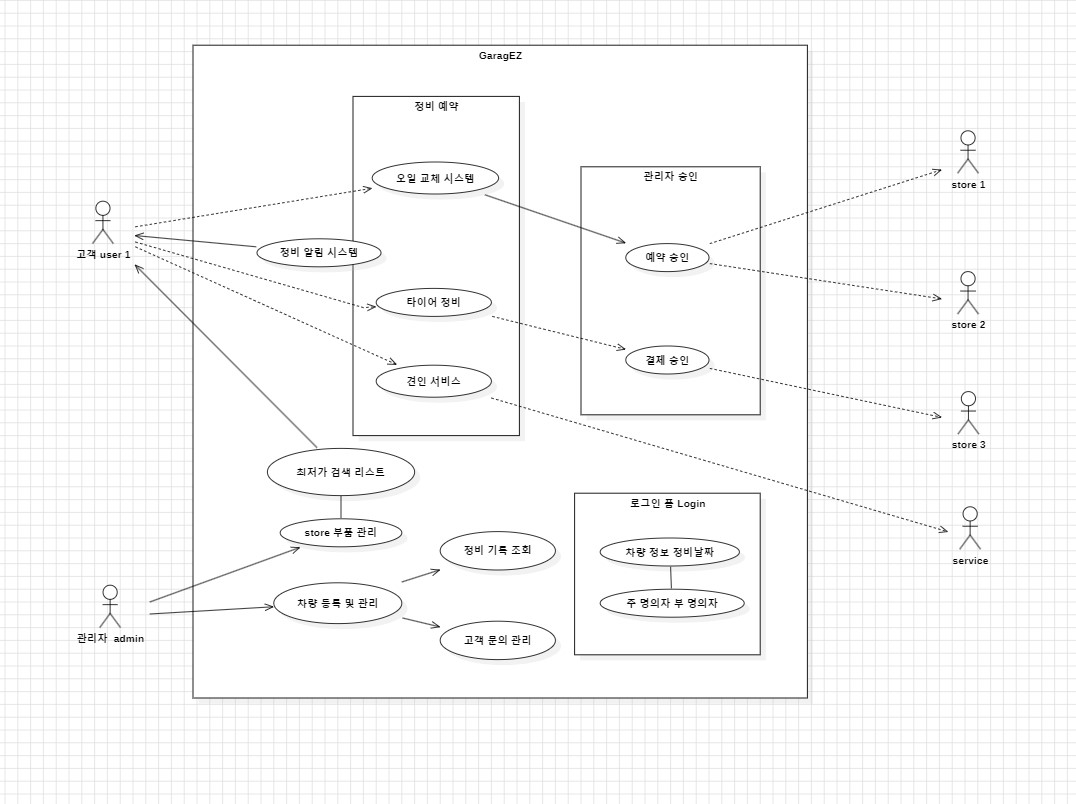 GaragEZ
정비 예약
오일 교체 시스템
관리자 승인
store 1
고객 user 1
정비 알림 시스템
예약 승인
타이어 정비
store 2
견인 서비스
결제 승인
store 3
최저가 검색 리스트
store 부품 관리
로그인 폼 Login
정비 기록 조회
차량 정보 정비날짜
service
차량 등록 및 관리
주 명의자 부 명의자
관리자 admin
고객 문의 관리